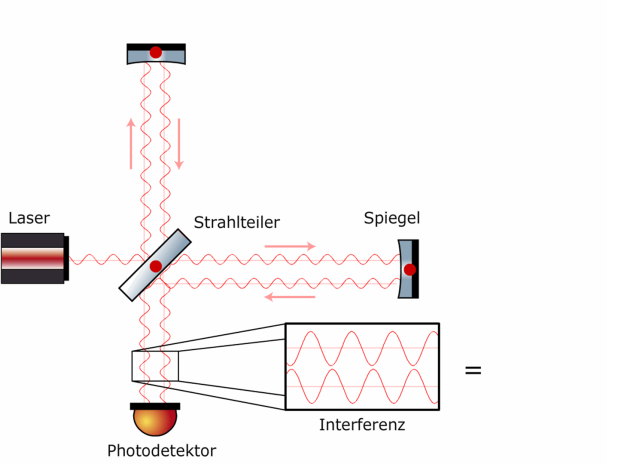 Laser
Strahlteiler
Spiegel
=
Interferenz
Photodetektor